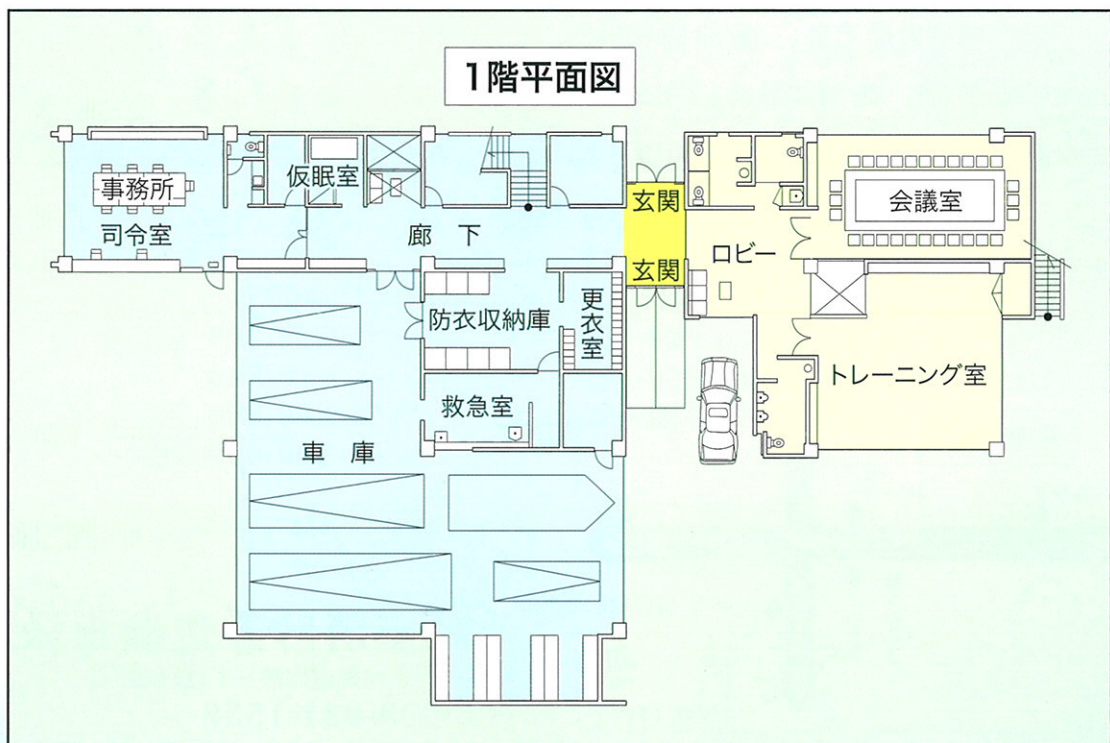 1階平面図
事務所
司令室
仮眠室
廊下
玄関
玄関
ロビー
会議室
防衣収納庫
更衣室
救急室
車庫
トレーニング室